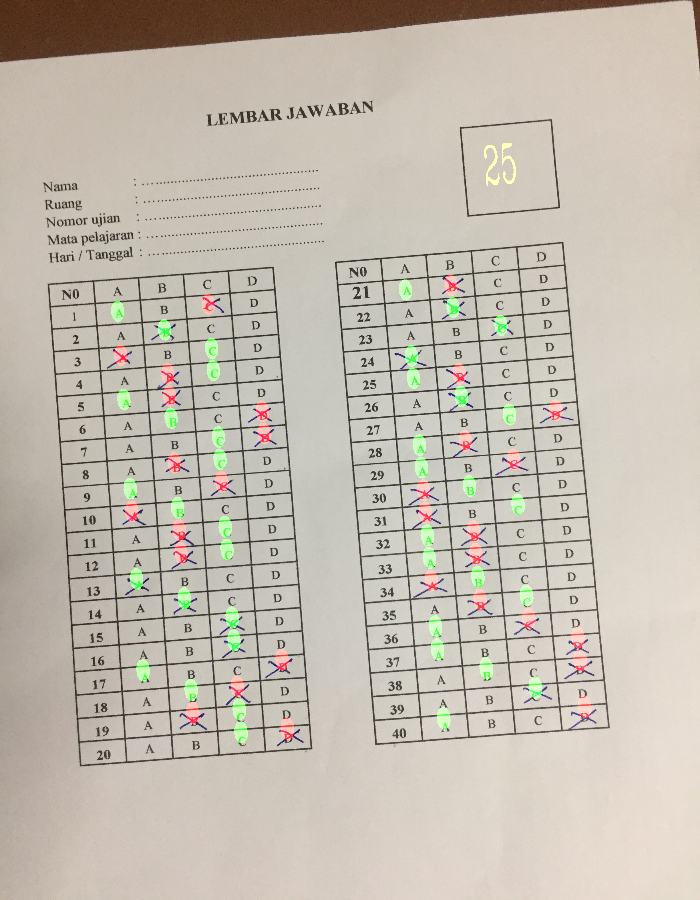 LEMBAR JAWABAN
25
Nama : ..........................................
Ruang : ..........................................
Nomor ujian : ..........................................
Mata pelajaran : ..........................................
Hari / Tanggal : ..........................................
N0 A B C D
1 A B C D
2 A B C D
3 A B C D
4 A B C D
5 A B C D
6 A B C D
7 A B C D
8 A B C D
9 A B C D
10 A B C D
11 A B C D
12 A B C D
13 A B C D
14 A B C D
15 A B C D
16 A B C D
17 A B C D
18 A B C D
19 A B C D
20 A B C D
N0 A B C D
21 A B C D
22 A B C D
23 A B C D
24 A B C D
25 A B C D
26 A B C D
27 A B C D
28 A B C D
29 A B C D
30 A B C D
31 A B C D
32 A B C D
33 A B C D
34 A B C D
35 A B C D
36 A B C D
37 A B C D
38 A B C D
39 A B C D
40 A B C D